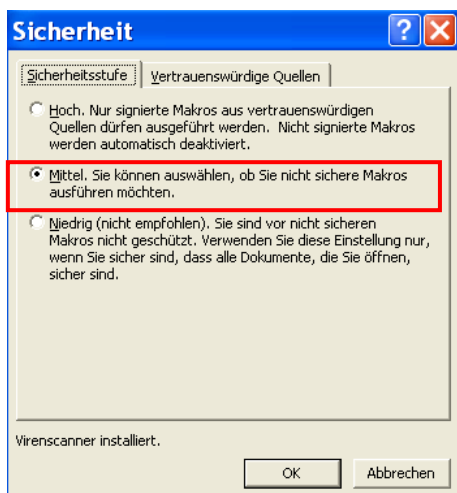 Sicherheit
Sicherheitsstufe Vertrauenswürdige Quellen
Hoch. Nur signierte Makros aus vertrauenswürdigen
Quellen dürfen ausgeführt werden. Nicht signierte Makros
werden automatisch deaktiviert.
Mittel. Sie können auswählen, ob Sie nicht sichere Makros
ausführen möchten.
Niedrig (nicht empfohlen). Sie sind vor nicht sicheren
Makros nicht geschützt. Verwenden Sie diese Einstellung nur,
wenn Sie sicher sind, dass alle Dokumente, die Sie öffnen,
sicher sind.
Virenscanner installiert.
OK Abbrechen